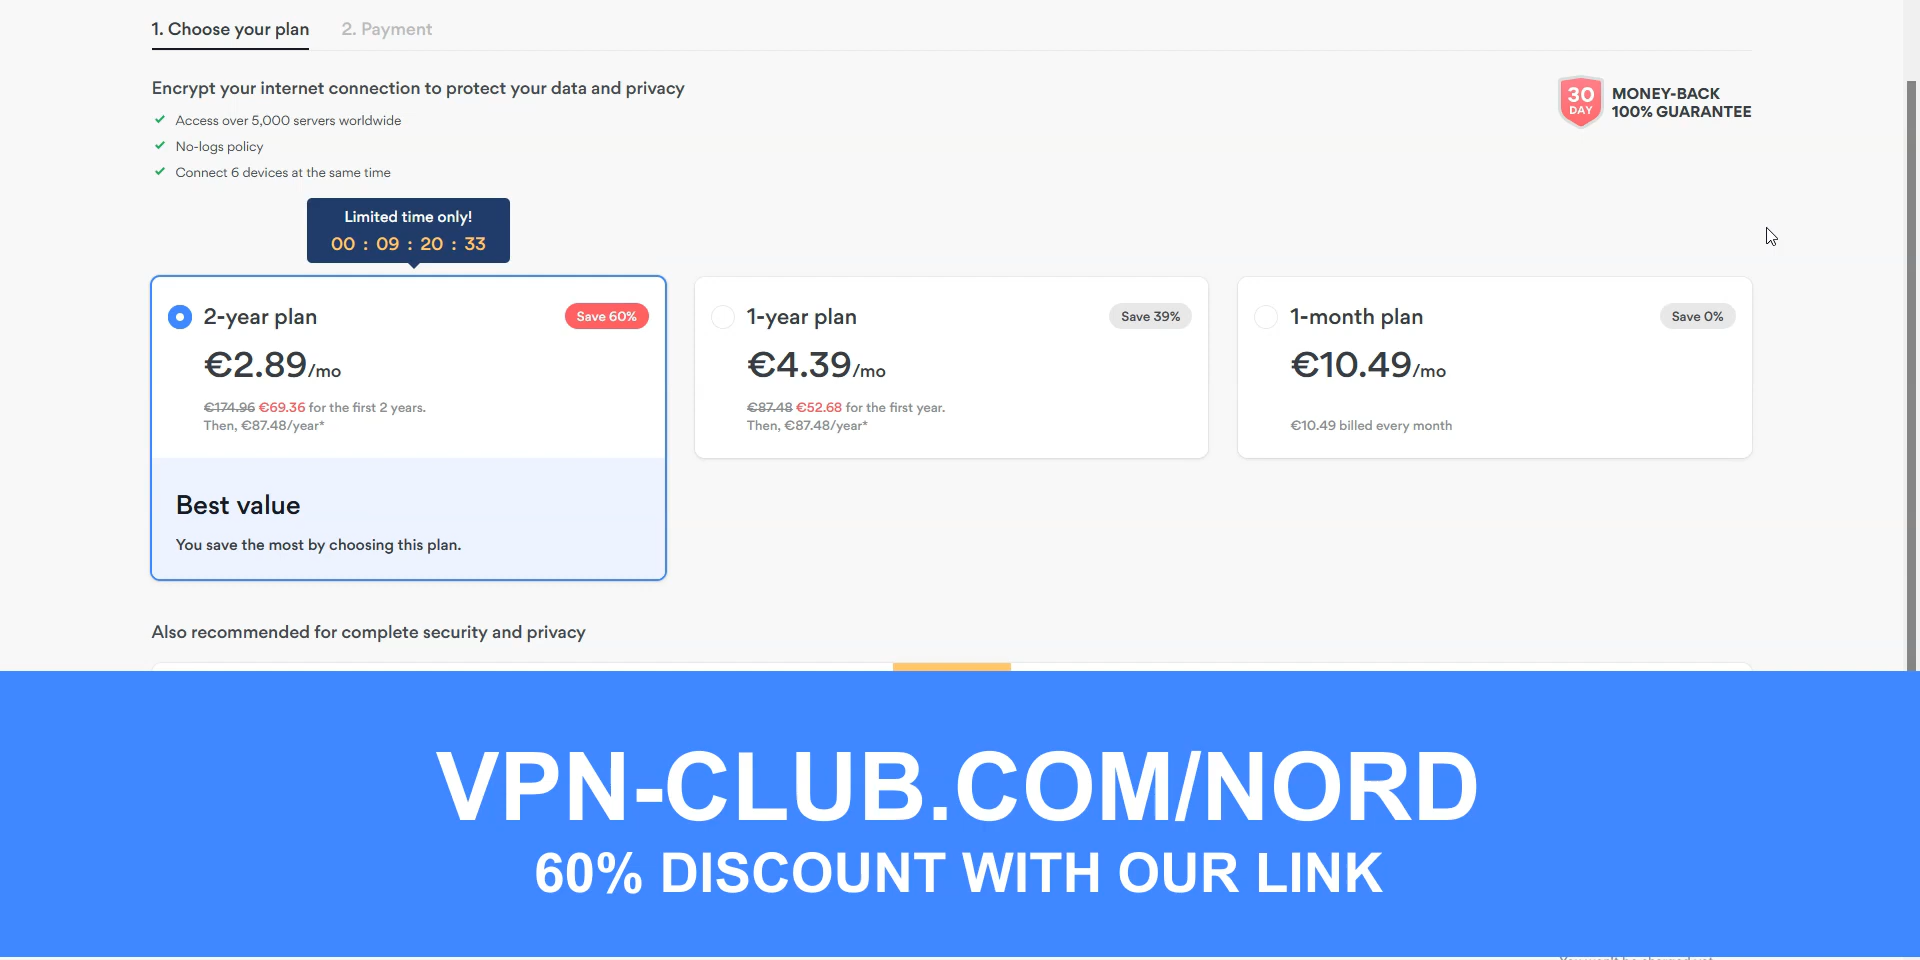 1. Choose your plan 2. Payment
Encrypt your internet connection to protect your data and privacy
Access over 5,000 servers worldwide
No-logs policy
Connect 6 devices at the same time
30
DAY
MONEY-BACK
100% GUARANTEE
Limited time only!
00 : 09 : 20 : 33
2-year plan
Save 60%
€2.89/mo
€174.96 €69.36 for the first 2 years.
Then, €87.48/year*
Best value
You save the most by choosing this plan.
1-year plan
Save 39%
€4.39/mo
€87.48 €52.68 for the first year.
Then, €87.48/year*
1-month plan
Save 0%
€10.49/mo
€10.49 billed every month
Also recommended for complete security and privacy
VPN-CLUB.COM/NORD
60% DISCOUNT WITH OUR LINK